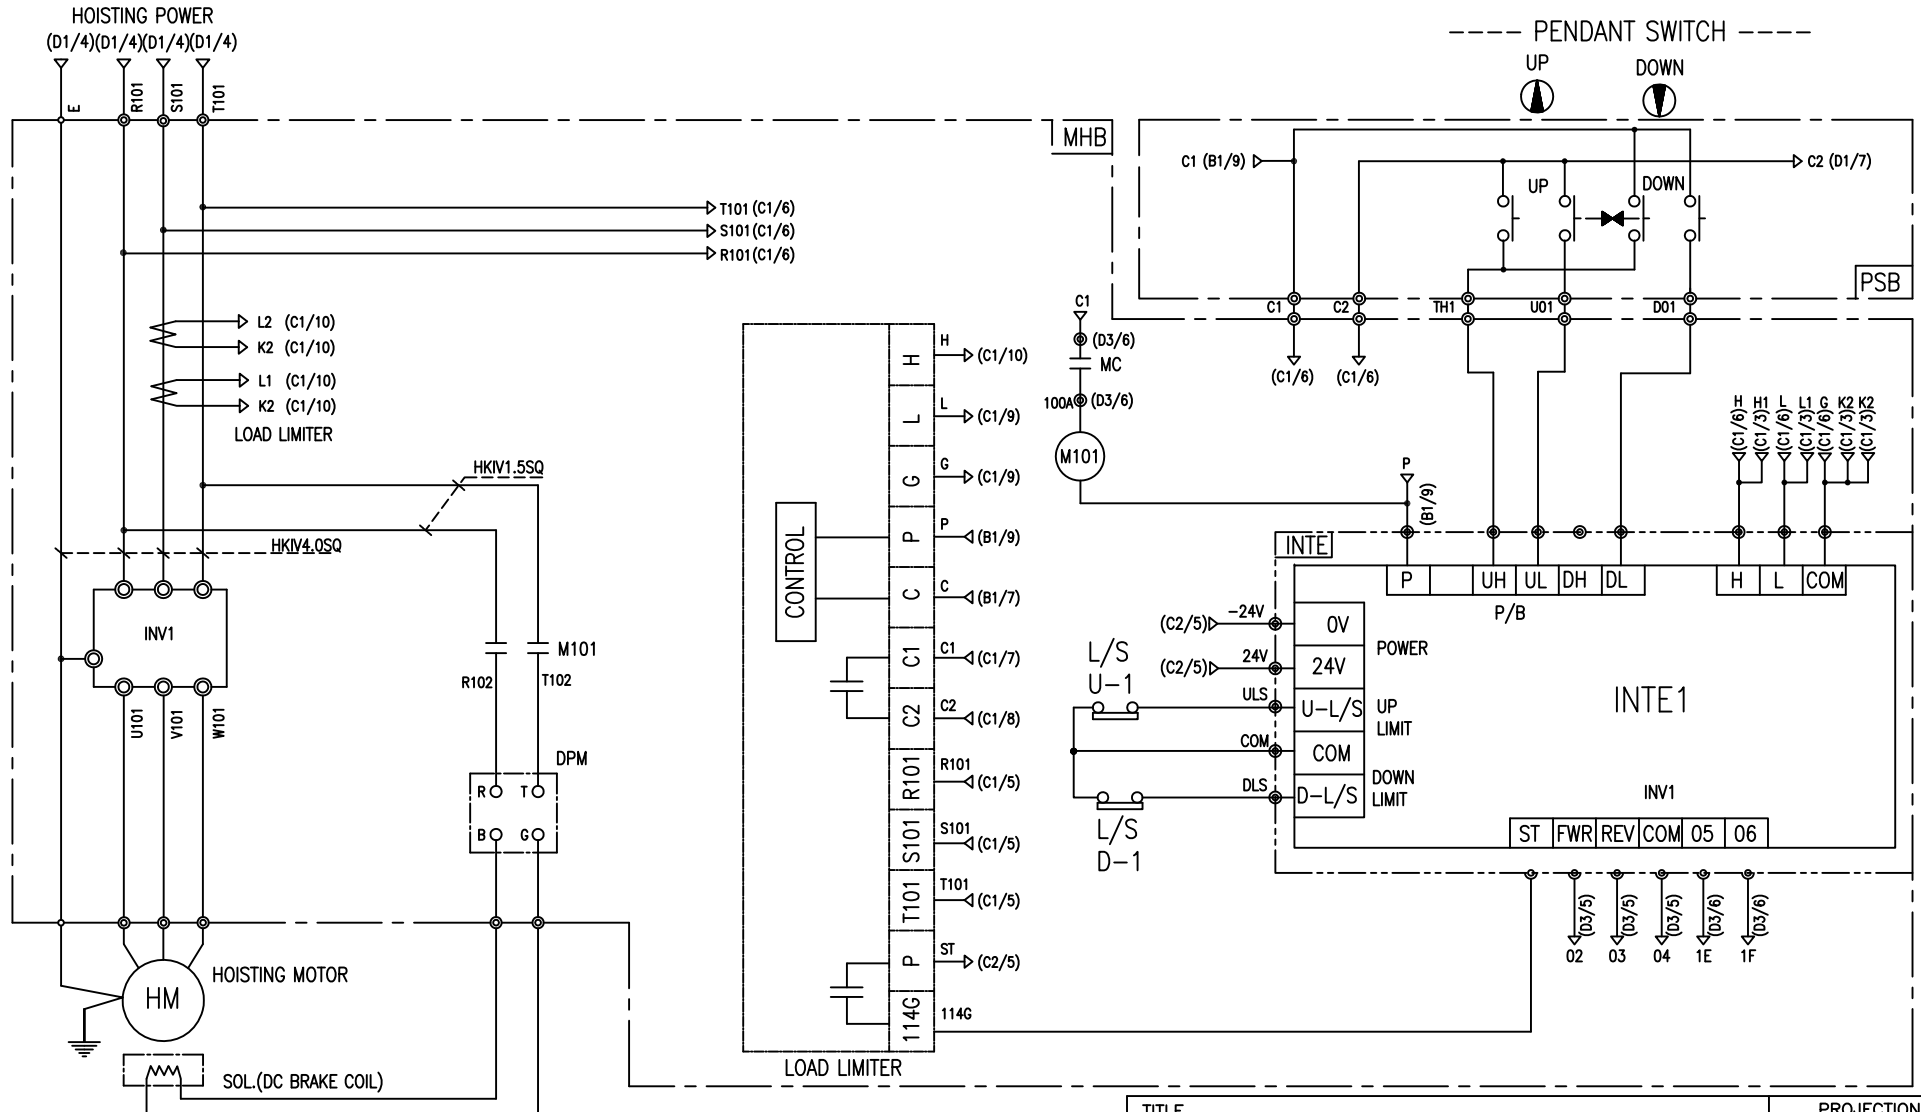 HOISTING POWER
(D1/4)(D1/4)(D1/4)(D1/4)
E
R101
S101
T101
MHB
---- PENDANT SWITCH ----
UP
DOWN
C1 (B1/9)
C2 (D1/7)
UP
DOWN
PSB
T101 (C1/6)
S101 (C1/6)
R101 (C1/6)
C1
C2
TH1
U01
D01
(C1/6)
(C1/6)
L2 (C1/10)
K2 (C1/10)
L1 (C1/10)
K2 (C1/10)
LOAD LIMITER
HKIV1.5SQ
HKIV4.0SQ
INV1
U101
V101
W101
R102
T102
M101
DPM
R
T
B
G
HM
HOISTING MOTOR
SOL.(DC BRAKE COIL)
CONTROL
H
H
(C1/10)
L
L
(C1/9)
G
G
(C1/9)
P
P
(B1/9)
C
C
(B1/7)
C1
C1
(C1/7)
C2
C2
(C1/8)
R101
R101
(C1/5)
S101
S101
(C1/5)
T101
T101
(C1/5)
P
ST
(C2/5)
114G
114G
LOAD LIMITER
C1
(D3/6)
MC
100A
(D3/6)
M101
P
(B1/9)
H
(C1/6)
H1
(C1/3)
L
(C1/6)
L1
(C1/3)
G
(C1/6)
K2
(C1/3)
K2
(C1/3)
INTE
P
UH
UL
DH
DL
H
L
COM
P/B
(C2/5)
-24V
0V
POWER
(C2/5)
24V
24V
L/S
U-1
ULS
U-L/S
UP
LIMIT
COM
COM
DLS
D-L/S
DOWN
LIMIT
L/S
D-1
INTE1
INV1
ST
FWR
REV
COM
05
06
(D3/5)
(D3/5)
(D3/5)
(D3/6)
(D3/6)
02
03
04
1E
1F
TITLE
PROJECTION